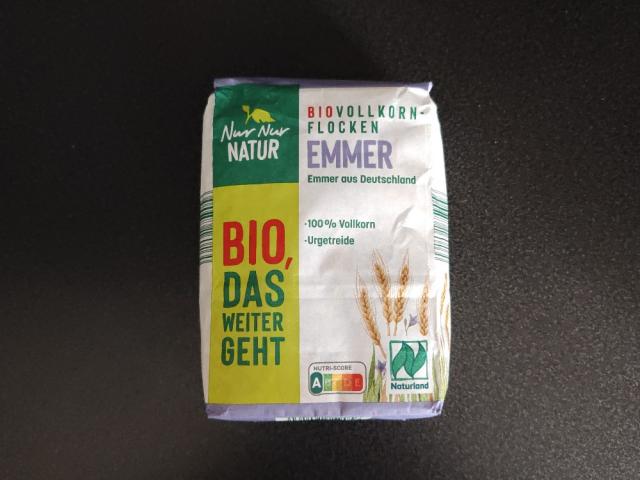 Nur Nur
NATUR
BIOVOLLKORN-
FLOCKEN
EMMER
Emmer aus Deutschland
·100% Vollkorn
·Urgetreide
BIO,
DAS
WEITER
GEHT
NUTRI-SCORE
A B C D E
Naturland